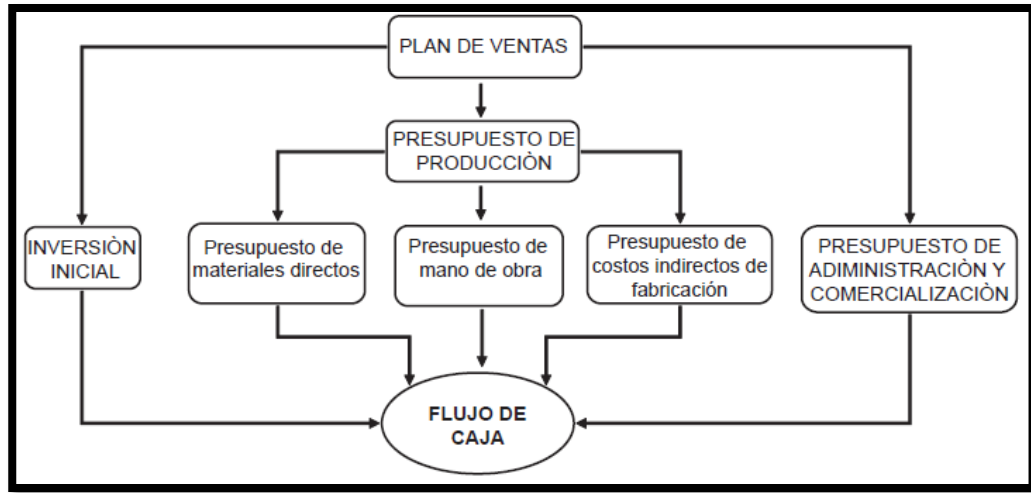 PLAN DE VENTAS
PRESUPUESTO DE
PRODUCCIÒN
INVERSIÒN
INICIAL
Presupuesto de
materiales directos
Presupuesto de
mano de obra
Presupuesto de
costos indirectos de
fabricación
PRESUPUESTO DE
ADIMINISTRACIÒN Y
COMERCIALIZACIÒN
FLUJO DE
CAJA